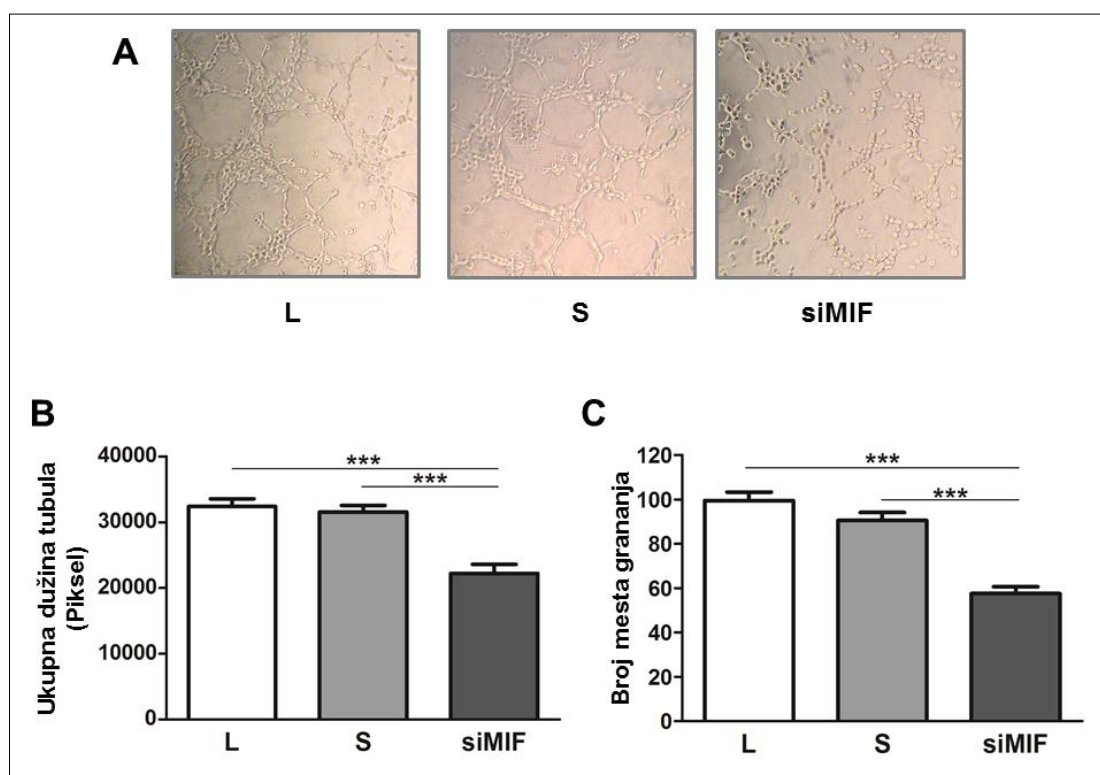 A
L S siMIF
B
Ukupna dužina tubula
(Piksel)
40000
30000
20000
10000
0
***
***
L S siMIF
C
Broj mesta grananja
120
100
80
60
40
20
0
***
***
L S siMIF